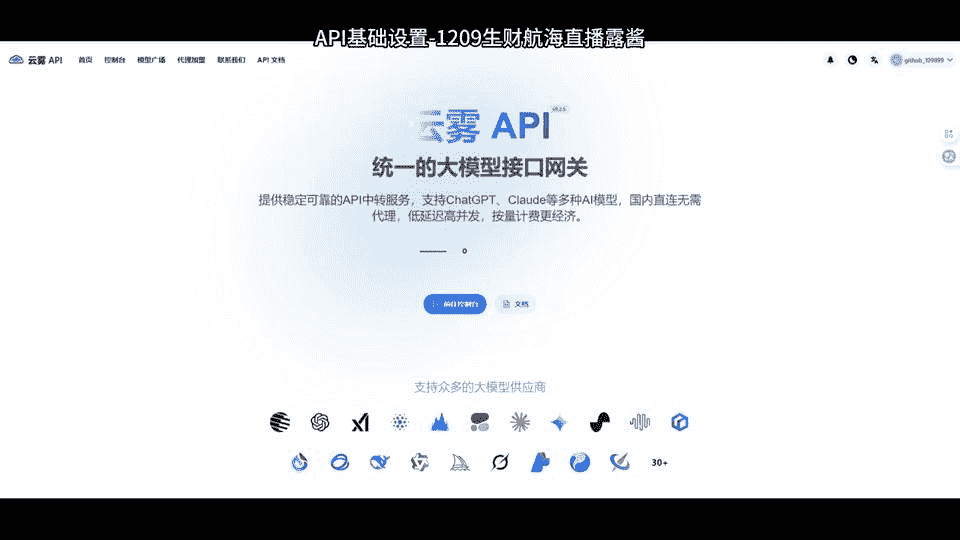 API基础设置-1209生财航海直播露酱
云雾 API 首页 控制台 模型广场 代理加盟 联系我们 API 文档 github_109899
云雾 API
统一的大模型接口网关
提供稳定可靠的API中转服务，支持ChatGPT、Claude等多种AI模型，国内直连无需
代理，低延迟高并发，按量计费更经济。
前往控制台 文档
支持众多的大模型供应商
30+